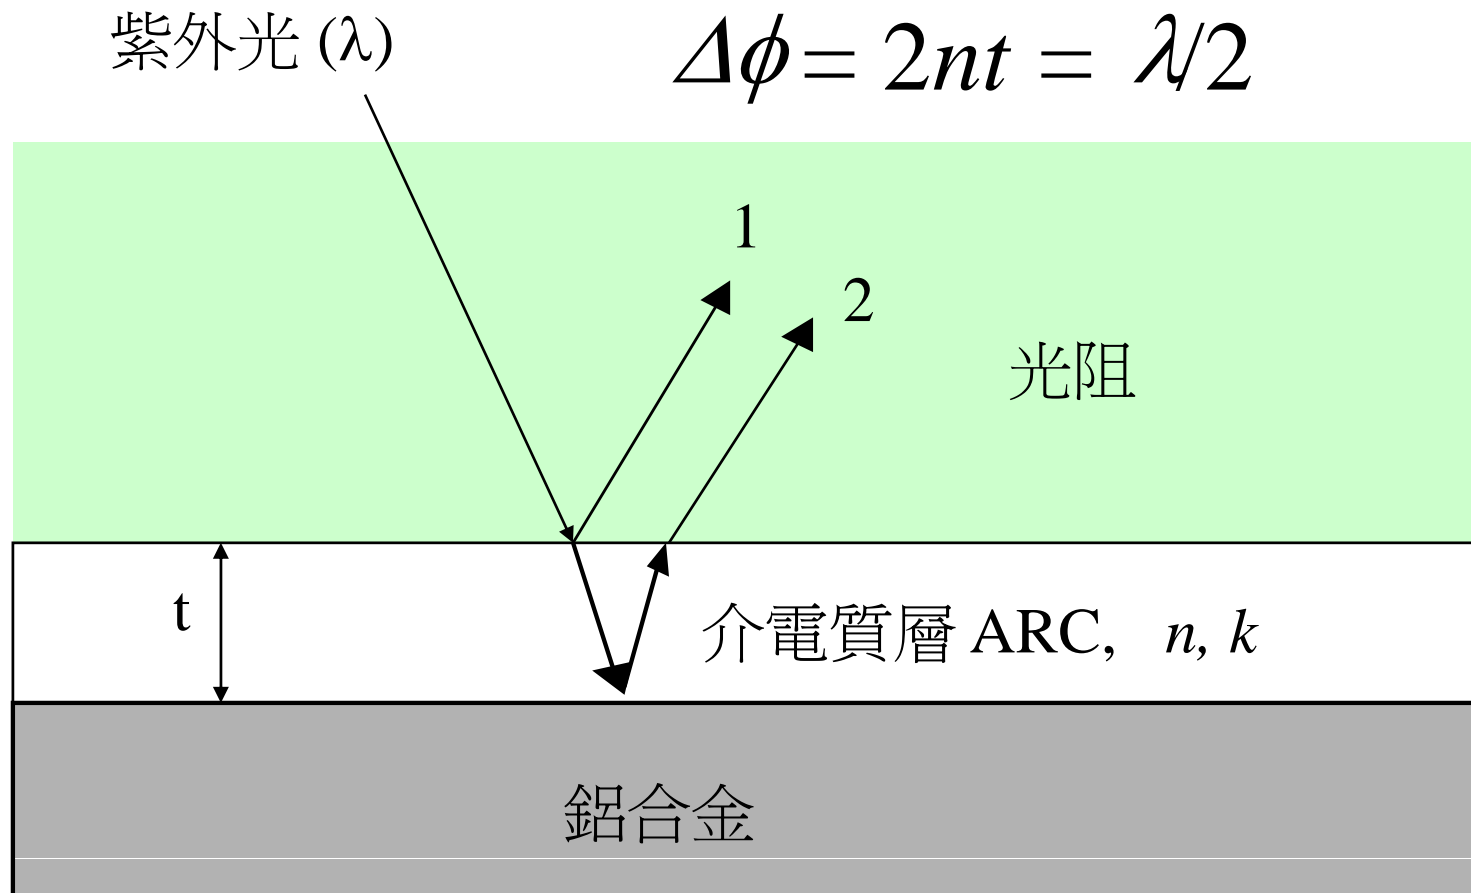 紫外光 (λ)
Δϕ = 2nt = λ/2
1
2
光阻
t
介電質層 ARC, n, k
鋁合金